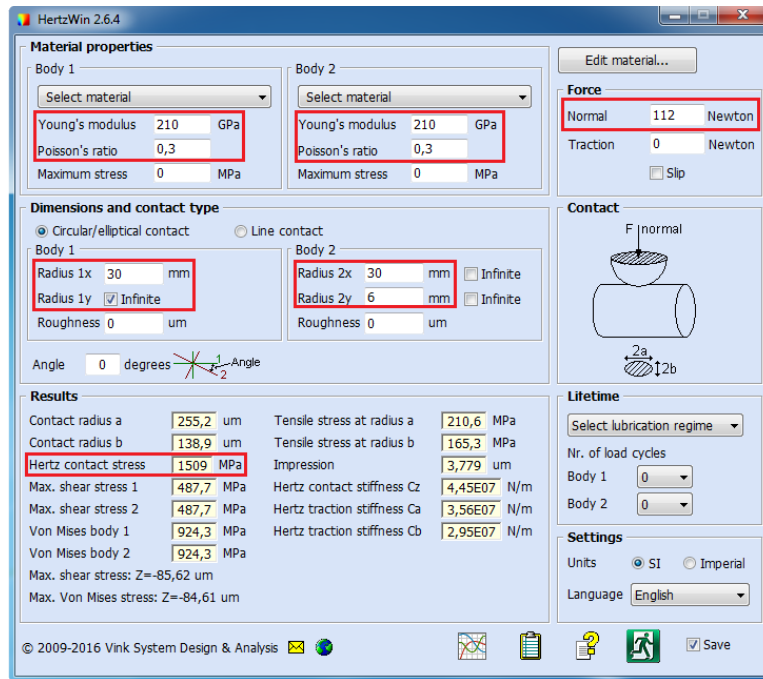 HertzWin 2.6.4
Material properties
Body 1
Select material
Young's modulus 210 GPa
Poisson's ratio 0,3
Maximum stress 0 MPa
Body 2
Select material
Young's modulus 210 GPa
Poisson's ratio 0,3
Maximum stress 0 MPa
Edit material...
Force
Normal 112 Newton
Traction 0 Newton
Slip
Dimensions and contact type
Circular/elliptical contact Line contact
Body 1
Radius 1x 30 mm
Radius 1y Infinite
Roughness 0 um
Body 2
Radius 2x 30 mm Infinite
Radius 2y 6 mm Infinite
Roughness 0 um
Angle 0 degrees 1 Angle
2
Contact
F normal
2a
2b
Results
Contact radius a 255,2 um
Contact radius b 138,9 um
Hertz contact stress 1509 MPa
Max. shear stress 1 487,7 MPa
Max. shear stress 2 487,7 MPa
Von Mises body 1 924,3 MPa
Von Mises body 2 924,3 MPa
Max. shear stress: Z=-85,62 um
Max. Von Mises stress: Z=-84,61 um
Tensile stress at radius a 210,6 MPa
Tensile stress at radius b 165,3 MPa
Impression 3,779 um
Hertz contact stiffness Cz 4,45E07 N/m
Hertz traction stiffness Ca 3,56E07 N/m
Hertz traction stiffness Cb 2,95E07 N/m
Lifetime
Select lubrication regime
Nr. of load cycles
Body 1 0
Body 2 0
Settings
Units SI Imperial
Language English
© 2009-2016 Vink System Design & Analysis
Save